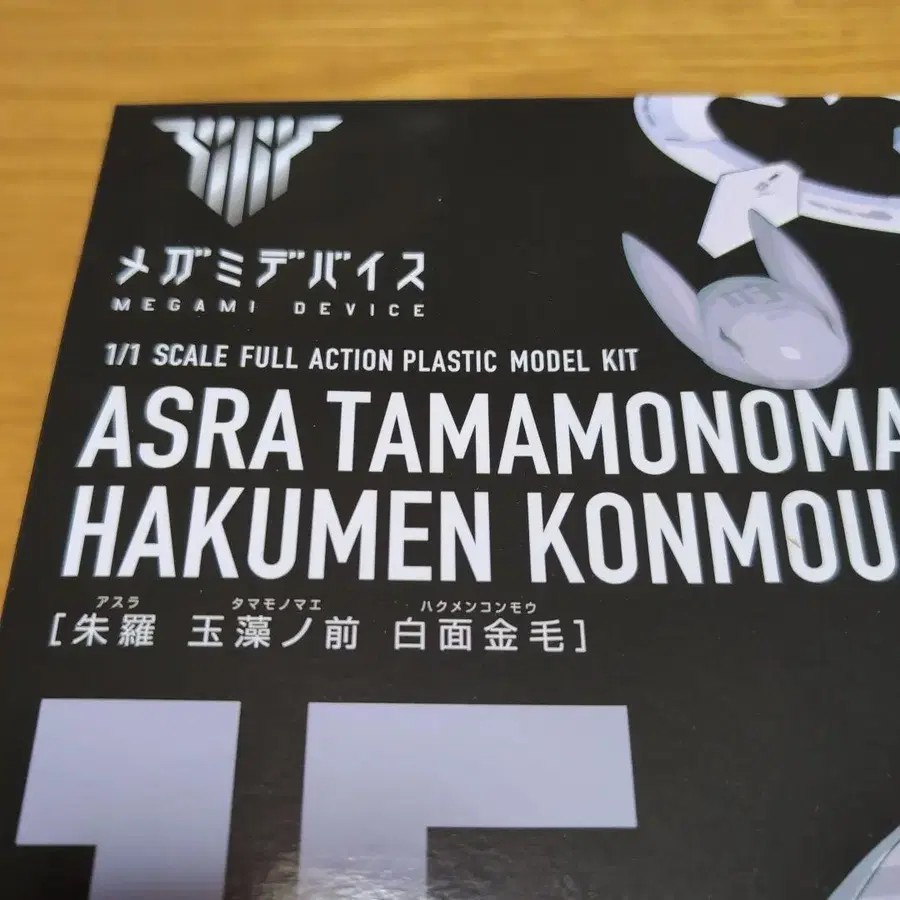 メガミデバイス
MEGAMI DEVICE
1/1 SCALE FULL ACTION PLASTIC MODEL KIT
ASRA TAMAMONOMA
HAKUMEN KONMOU
アスラ タマモノマエ ハクメンコンモウ
[朱羅 玉藻ノ前 白面金毛]
15